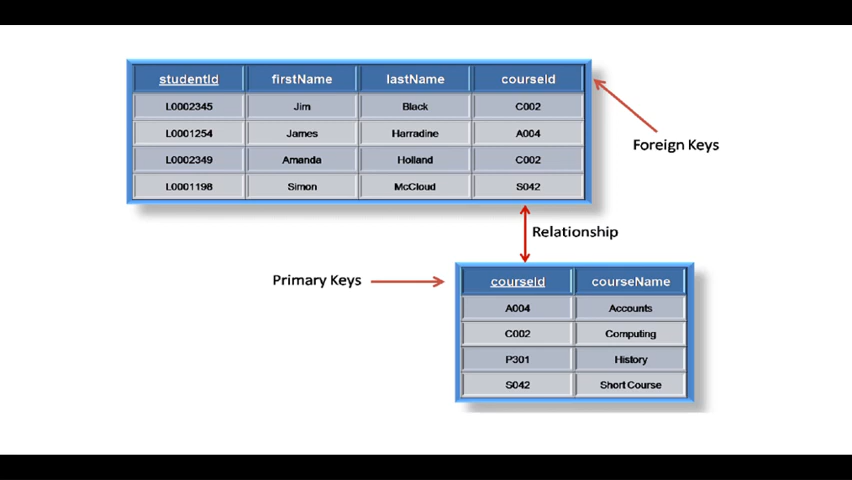 studentId firstName lastName courseId
L0002345 Jim Black C002
L0001254 James Harradine A004
L0002349 Amanda Holland C002
L0001198 Simon McCloud S042
Foreign Keys
Relationship
Primary Keys
courseId courseName
A004 Accounts
C002 Computing
P301 History
S042 Short Course